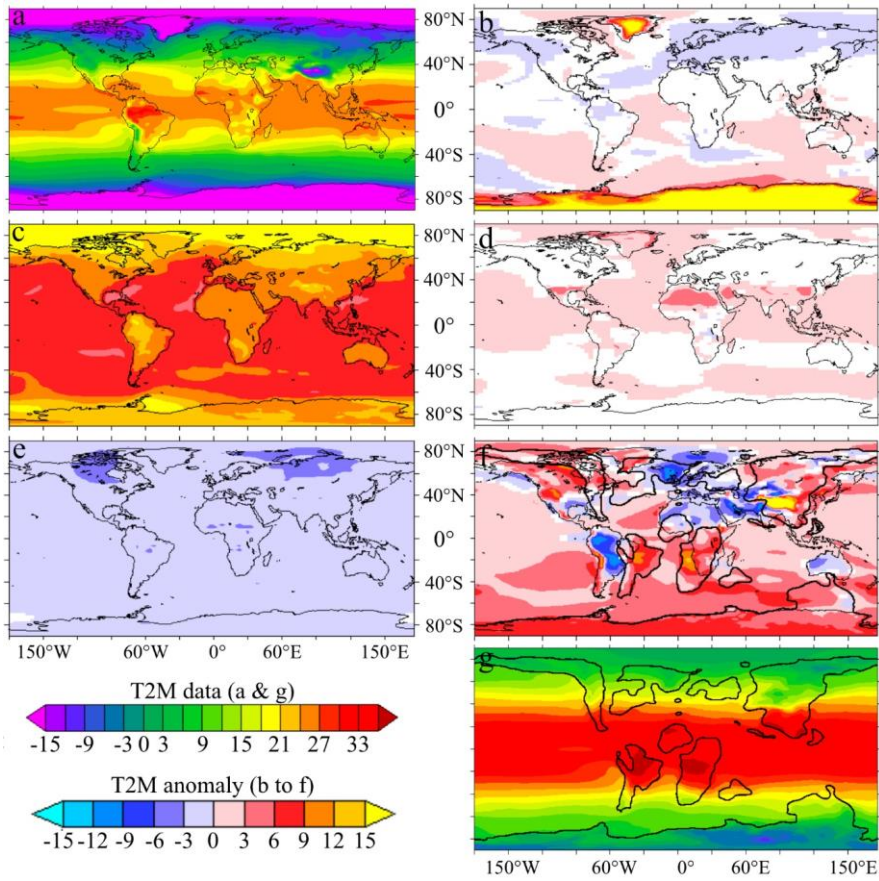 a
b
80°N
40°N
0°
40°S
80°S
c
d
80°N
40°N
0°
40°S
80°S
e
f
80°N
40°N
0°
40°S
80°S
150°W 60°W 0° 60°E 150°E
g
T2M data (a & g)
-15 -9 -3 0 3 9 15 21 27 33
T2M anomaly (b to f)
-15 -12 -9 -6 -3 0 3 6 9 12 15
150°W 60°W 0° 60°E 150°E